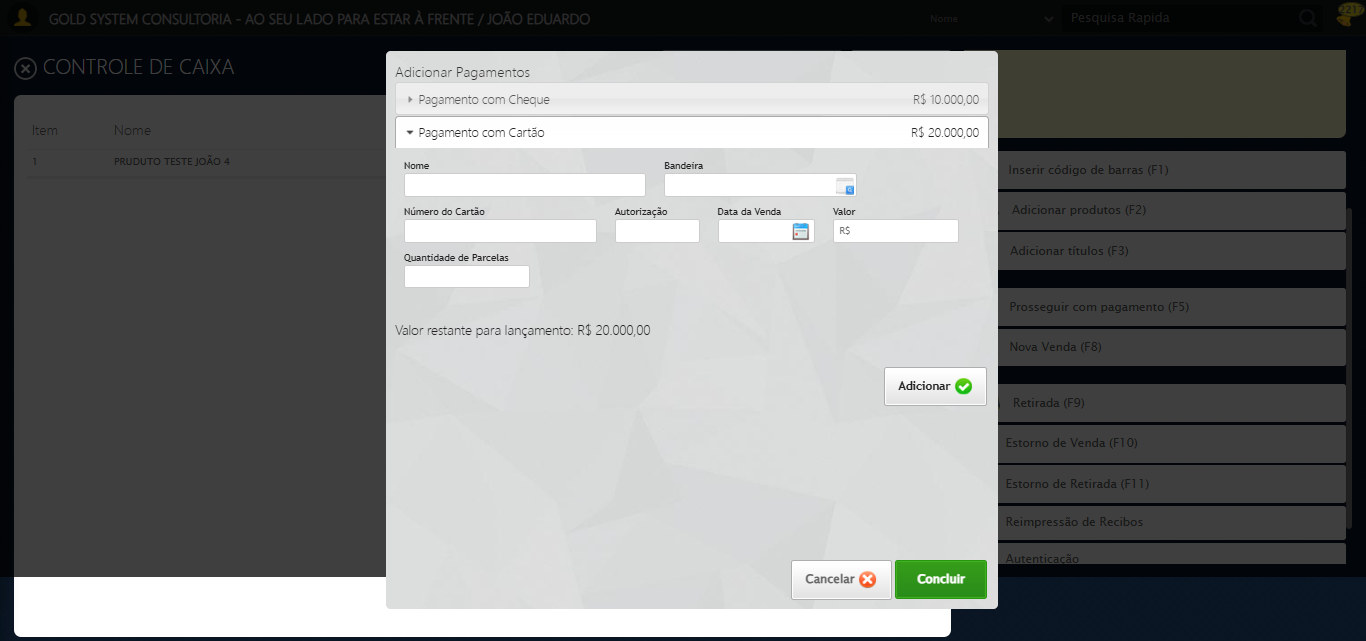 GOLD SYSTEM CONSULTORIA - AO SEU LADO PARA ESTAR À FRENTE / JOÃO EDUARDO
Nome
Pesquisa Rapida
CONTROLE DE CAIXA
Item Nome
1 PRUDUTO TESTE JOÃO 4
Adicionar Pagamentos
Pagamento com Cheque R$ 10.000,00
Pagamento com Cartão R$ 20.000,00
Nome Bandeira
Número do Cartão Autorização Data da Venda Valor
R$
Quantidade de Parcelas
Valor restante para lançamento: R$ 20.000,00
Adicionar
Cancelar Concluir
Inserir código de barras (F1)
Adicionar produtos (F2)
Adicionar títulos (F3)
Prosseguir com pagamento (F5)
Nova Venda (F8)
Retirada (F9)
Estorno de Venda (F10)
Estorno de Retirada (F11)
Reimpressão de Recibos
Autenticação